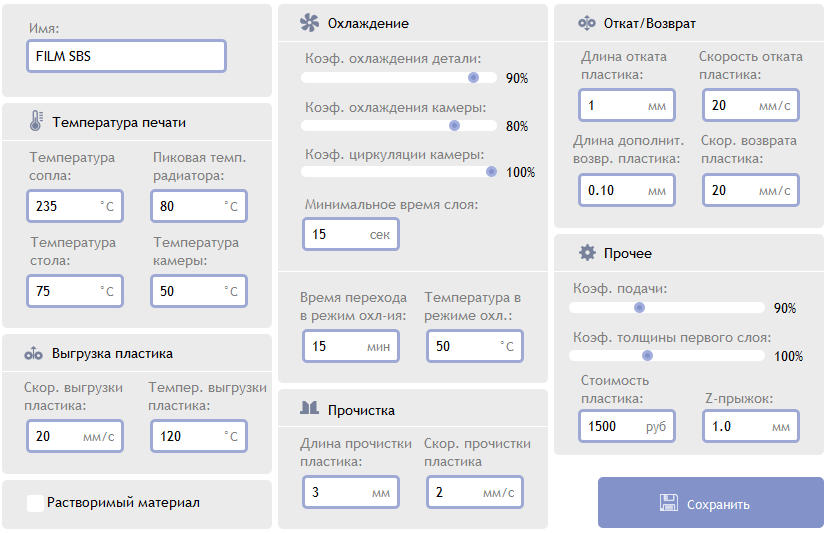 Имя:
FILM SBS
Температура печати
Температура сопла:
235 °C
Пиковая темп. радиатора:
80 °C
Температура стола:
75 °C
Температура камеры:
50 °C
Выгрузка пластика
Скор. выгрузки пластика:
20 мм/с
Темпер. выгрузки пластика:
120 °C
Растворимый материал
Охлаждение
Коэф. охлаждения детали:
90%
Коэф. охлаждения камеры:
80%
Коэф. циркуляции камеры:
100%
Минимальное время слоя:
15 сек
Время перехода в режим охл-ия:
15 мин
Температура в режиме охл.:
50 °C
Прочистка
Длина прочистки пластика:
3 мм
Скор. прочистки пластика
2 мм/с
Откат/Возврат
Длина отката пластика:
1 мм
Скорость отката пластика:
20 мм/с
Длина дополнит. возвр. пластика:
0.10 мм
Скор. возврата пластика:
20 мм/с
Прочее
Коэф. подачи:
90%
Коэф. толщины первого слоя:
100%
Стоимость пластика:
1500 руб
Z-прыжок:
1.0 мм
Сохранить